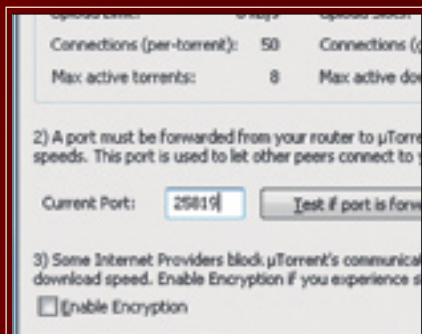 Connections (per-torrent): 50 Connections (
Max active torrents: 8 Max active
2) A port must be forwarded from your router to µTorre
speeds. This port is used to let other peers connect to
Current Port: 25819 Test if port is forw
3) Some Internet Providers block µTorrent's communicat
download speed. Enable Encryption if you experience
Enable Encryption